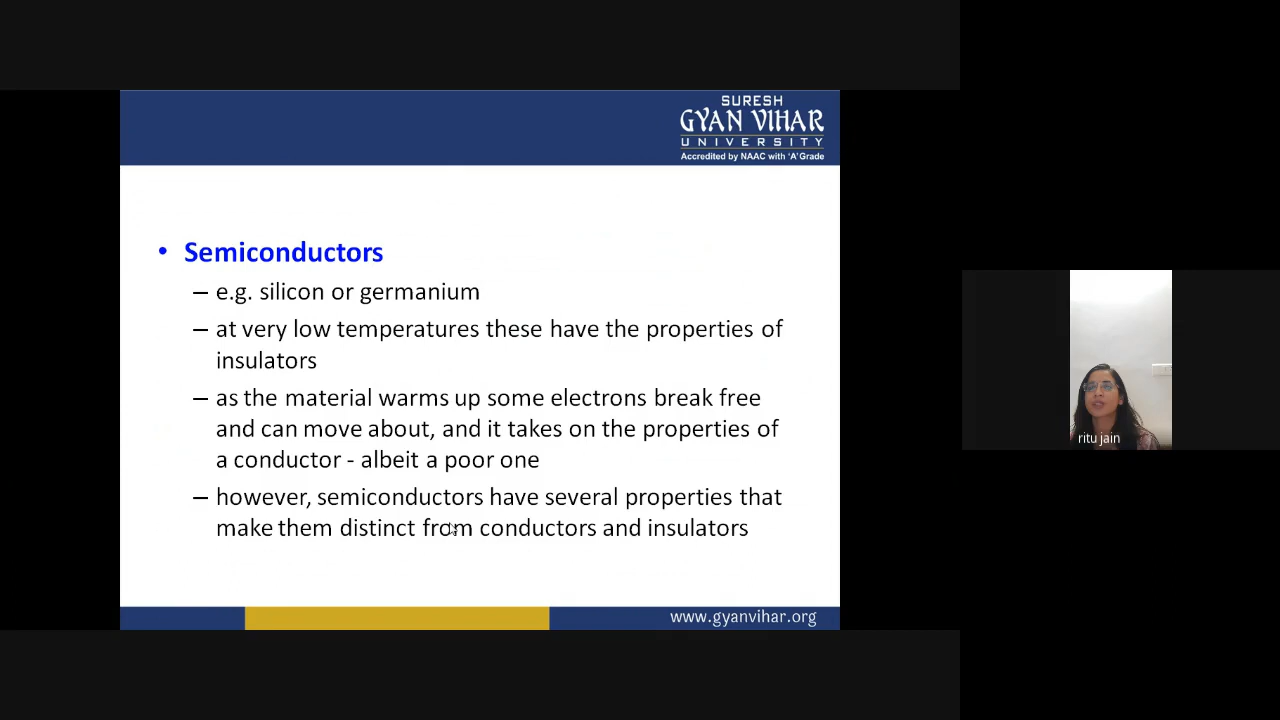 SURESH
GYAN VIHAR
UNIVERSITY
Accredited by NAAC with 'A' Grade
• Semiconductors
– e.g. silicon or germanium
– at very low temperatures these have the properties of
insulators
– as the material warms up some electrons break free
and can move about, and it takes on the properties of
a conductor - albeit a poor one
– however, semiconductors have several properties that
make them distinct from conductors and insulators
www.gyanvihar.org
ritu jain